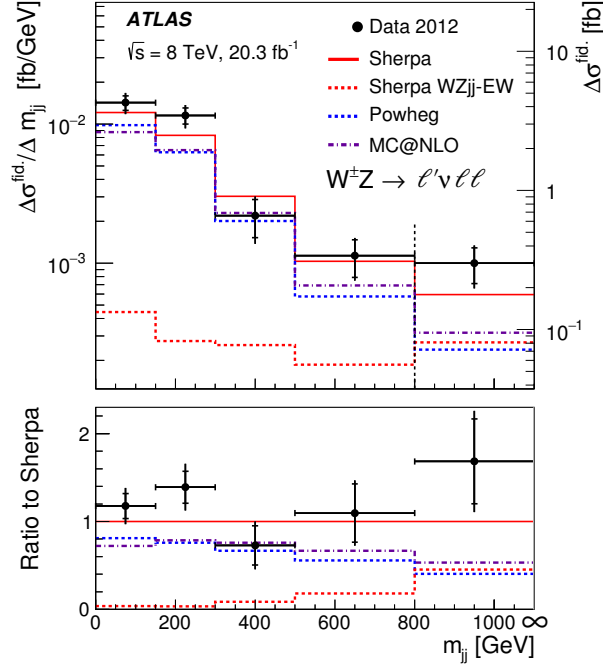 ATLAS
√s = 8 TeV, 20.3 fb⁻¹
Data 2012
Sherpa
Sherpa WZjj-EW
Powheg
MC@NLO
W±Z → ℓ′ν ℓℓ
Δσ^fid./Δ m_jj [fb/GeV]
10⁻²
10⁻³
Δσ^fid. [fb]
10
1
10⁻¹
Ratio to Sherpa
2
1
0
0 200 400 600 800 1000 ∞
m_jj [GeV]